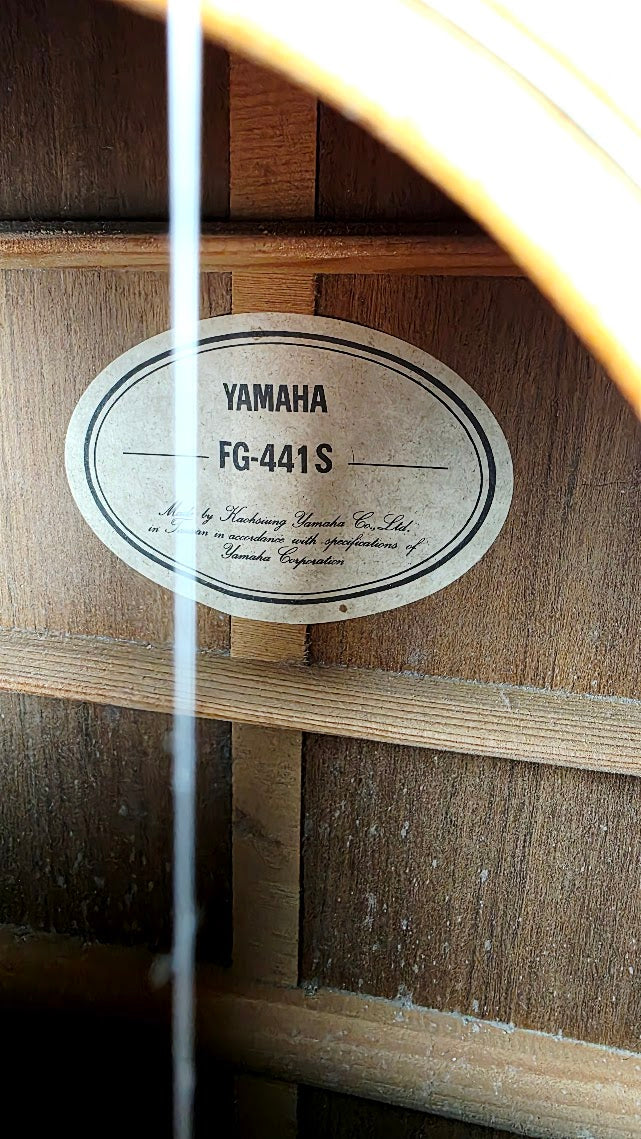 YAMAHA
FG-441S
Made by Kaohsiung Yamaha Co., Ltd.
in Taiwan in accordance with specifications of
Yamaha Corporation